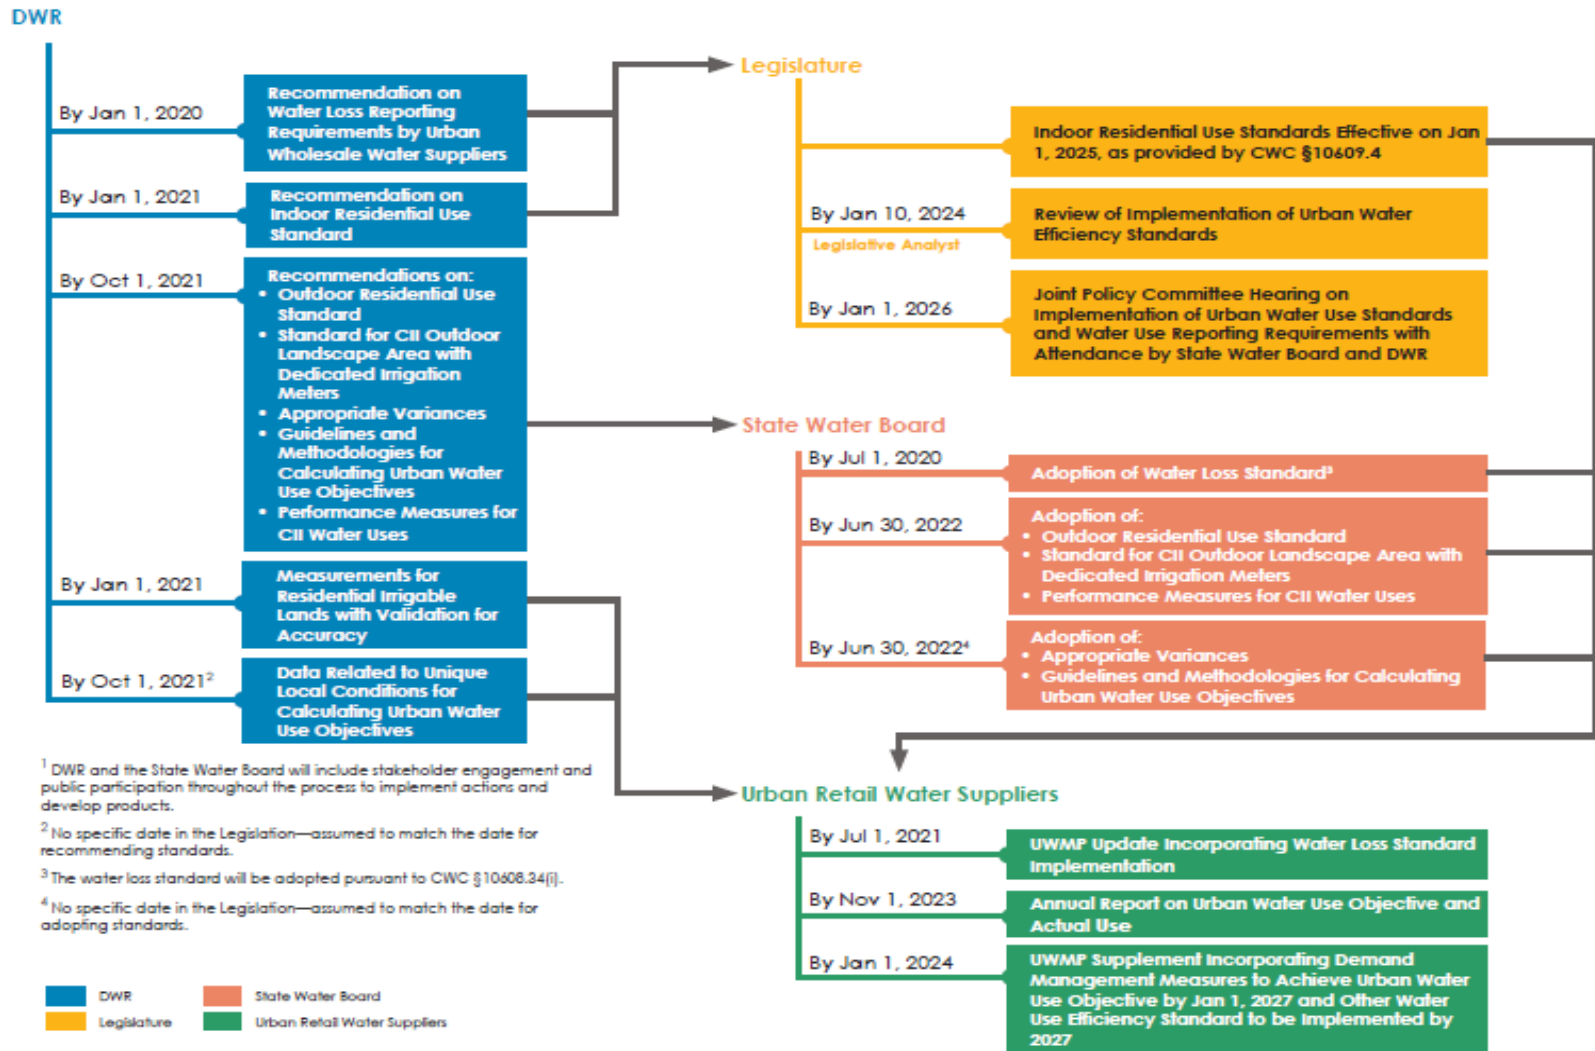 DWR
By Jan 1, 2020
Recommendation on
Water Loss Reporting
Requirements by Urban
Wholesale Water Suppliers
By Jan 1, 2021
Recommendation on
Indoor Residential Use
Standard
By Oct 1, 2021
Recommendations on:
• Outdoor Residential Use
Standard
• Standard for CII Outdoor
Landscape Area with
Dedicated Irrigation
Meters
• Appropriate Variances
• Guidelines and
Methodologies for
Calculating Urban Water
Use Objectives
• Performance Measures for
CII Water Uses
By Jan 1, 2021
Measurements for
Residential Irrigable
Lands with Validation for
Accuracy
By Oct 1, 2021²
Data Related to Unique
Local Conditions for
Calculating Urban Water
Use Objectives
Legislature
Indoor Residential Use Standards Effective on Jan
1, 2025, as provided by CWC §10609.4
By Jan 10, 2024
Legislative Analyst
Review of Implementation of Urban Water
Efficiency Standards
By Jan 1, 2026
Joint Policy Committee Hearing on
Implementation of Urban Water Use Standards
and Water Use Reporting Requirements with
Attendance by State Water Board and DWR
State Water Board
By Jul 1, 2020
Adoption of Water Loss Standard³
By Jun 30, 2022
Adoption of:
• Outdoor Residential Use Standard
• Standard for CII Outdoor Landscape Area with
Dedicated Irrigation Meters
• Performance Measures for CII Water Uses
By Jun 30, 2022⁴
Adoption of:
• Appropriate Variances
• Guidelines and Methodologies for Calculating
Urban Water Use Objectives
Urban Retail Water Suppliers
By Jul 1, 2021
UWMP Update Incorporating Water Loss Standard
Implementation
By Nov 1, 2023
Annual Report on Urban Water Use Objective and
Actual Use
By Jan 1, 2024
UWMP Supplement Incorporating Demand
Management Measures to Achieve Urban Water
Use Objective by Jan 1, 2027 and Other Water
Use Efficiency Standard to be Implemented by
2027
¹ DWR and the State Water Board will include stakeholder engagement and
public participation throughout the process to implement actions and
develop products.
² No specific date in the Legislation—assumed to match the date for
recommending standards.
³ The water loss standard will be adopted pursuant to CWC §10608.34(i).
⁴ No specific date in the Legislation—assumed to match the date for
adopting standards.
DWR
State Water Board
Legislature
Urban Retail Water Suppliers